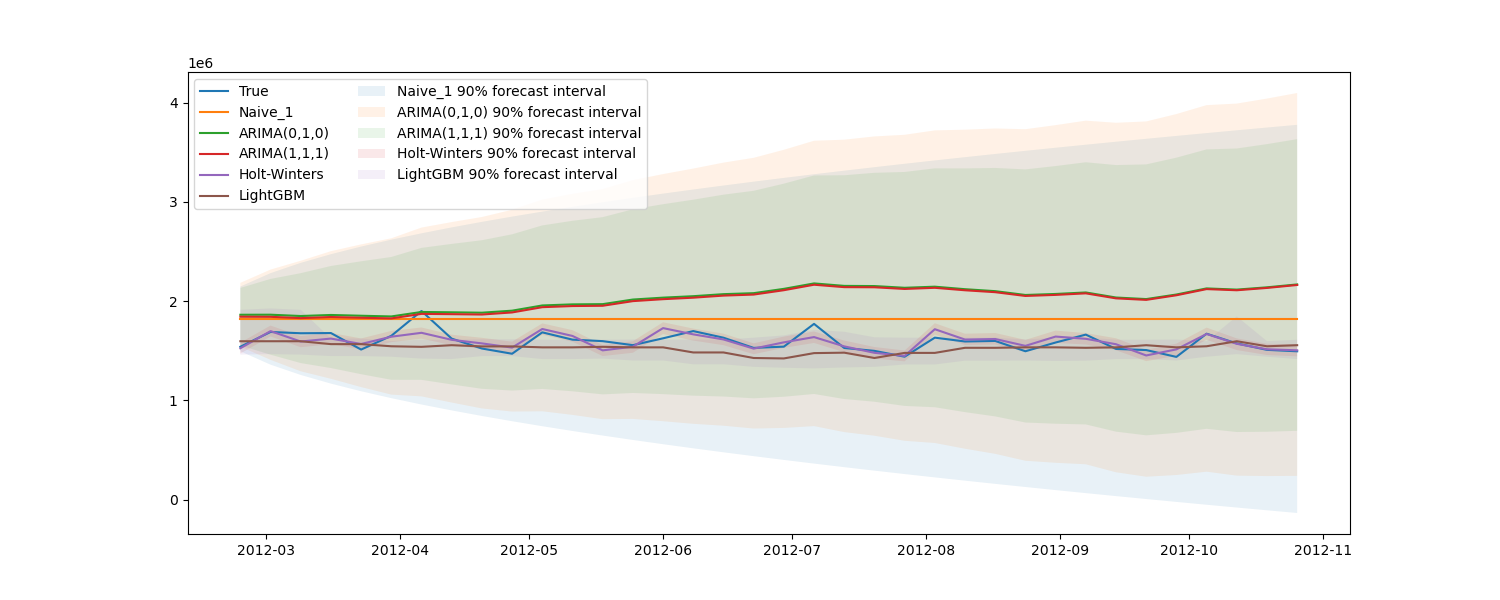 1e6
True
Naive_1
ARIMA(0,1,0)
ARIMA(1,1,1)
Holt-Winters
LightGBM
Naive_1 90% forecast interval
ARIMA(0,1,0) 90% forecast interval
ARIMA(1,1,1) 90% forecast interval
Holt-Winters 90% forecast interval
LightGBM 90% forecast interval
4
3
2
1
0
2012-03 2012-04 2012-05 2012-06 2012-07 2012-08 2012-09 2012-10 2012-11